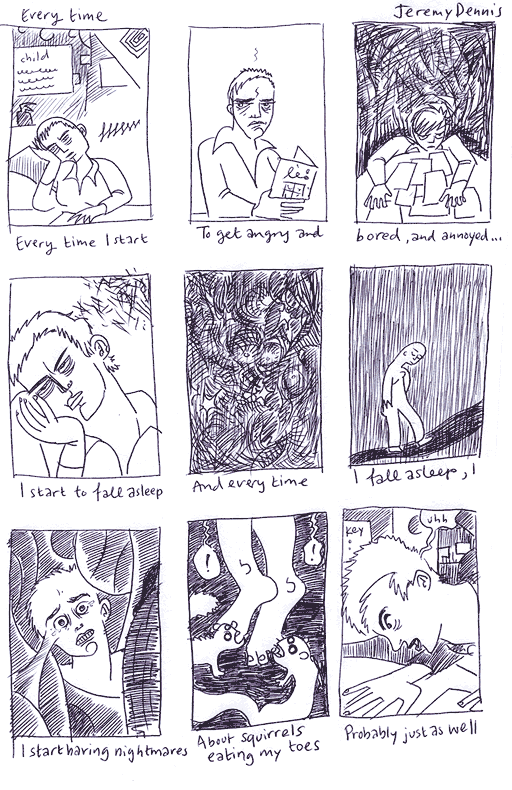 Every time
Jeremy Dennis
child
les
Every time I start
To get angry and
bored, and annoyed...
I start to fall asleep
And every time
I fall asleep, I
!
!
key
uhh
I start having nightmares
About squirrels
eating my toes
Probably just as well